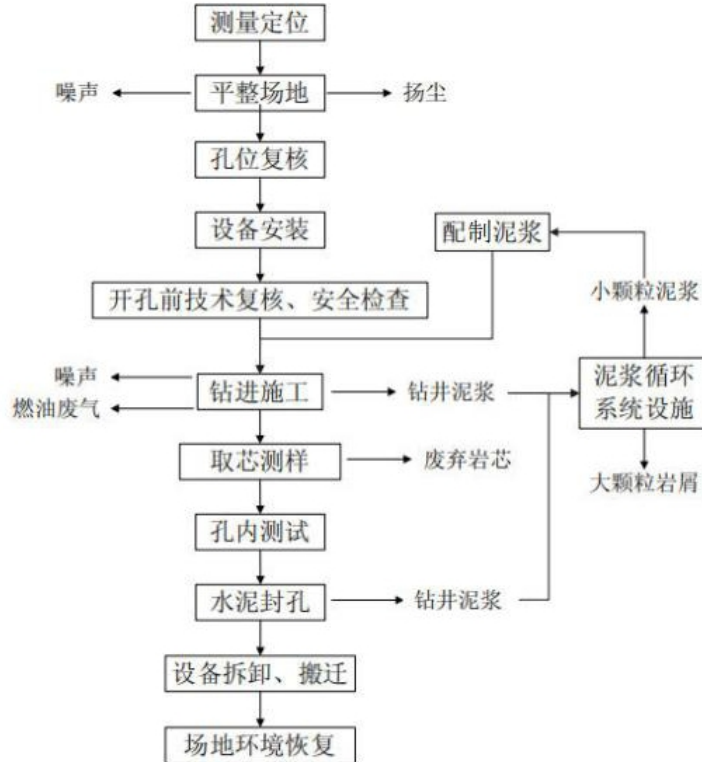 测量定位
噪声
平整场地
扬尘
孔位复核
设备安装
配制泥浆
小颗粒泥浆
开孔前技术复核、安全检查
噪声
燃油废气
钻进施工
钻井泥浆
泥浆循环
系统设施
取芯测样
废弃岩芯
大颗粒岩屑
孔内测试
水泥封孔
钻井泥浆
设备拆卸、搬迁
场地环境恢复